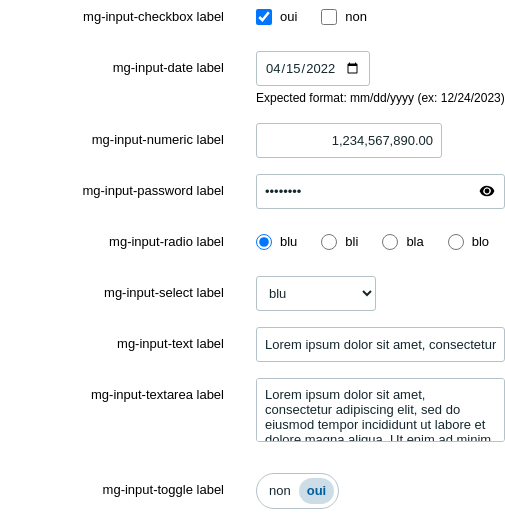 mg-input-checkbox label oui non
mg-input-date label 04/15/2022
Expected format: mm/dd/yyyy (ex: 12/24/2023)
mg-input-numeric label 1,234,567,890.00
mg-input-password label ••••••••
mg-input-radio label blu bli bla blo
mg-input-select label blu
mg-input-text label Lorem ipsum dolor sit amet, consectetur
mg-input-textarea label Lorem ipsum dolor sit amet,
consectetur adipiscing elit, sed do
eiusmod tempor incididunt ut labore et
dolore magna aliqua. Ut enim ad minim
mg-input-toggle label non oui